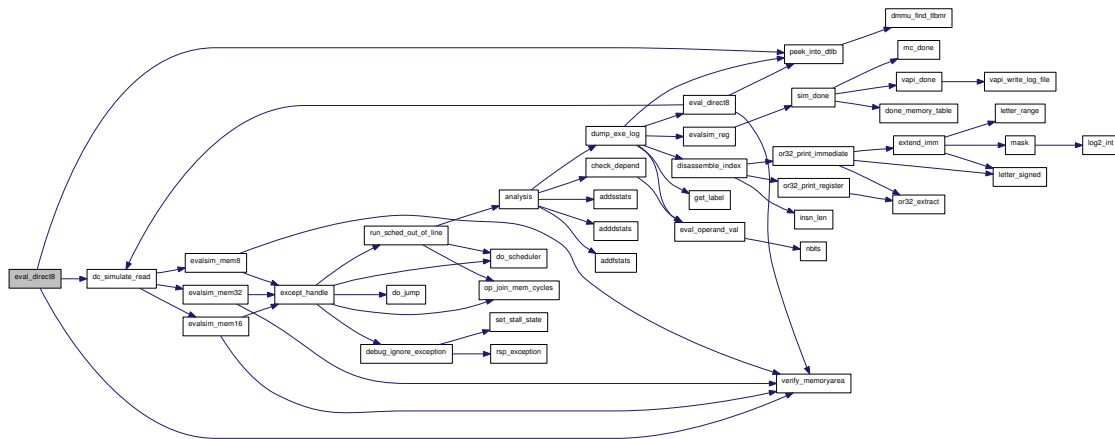 dmmu_find_tlbmr
peek_into_dtlb
rnc_done
vapi_done
vapi_write_log_file
eval_direct8
sim_done
done_memory_table
letter_range
dump_exe_log
evalsim_reg
extend_imm
mask
log2_int
or32_print_immediate
check_depend
disassemble_index
letter_signed
or32_print_register
analysis
addsstats
get_label
or32_extract
insn_len
adddstats
run_sched_out_of_line
eval_operand_val
nbits
do_scheduler
addfstats
evalsim_mem8
eval_direct8
dc_simulate_read
op_join_mem_cycles
evalsim_mem32
except_handle
do_jump
evalsim_mem16
set_stall_state
debug_ignore_exception
rsp_exception
verify_memoryarea